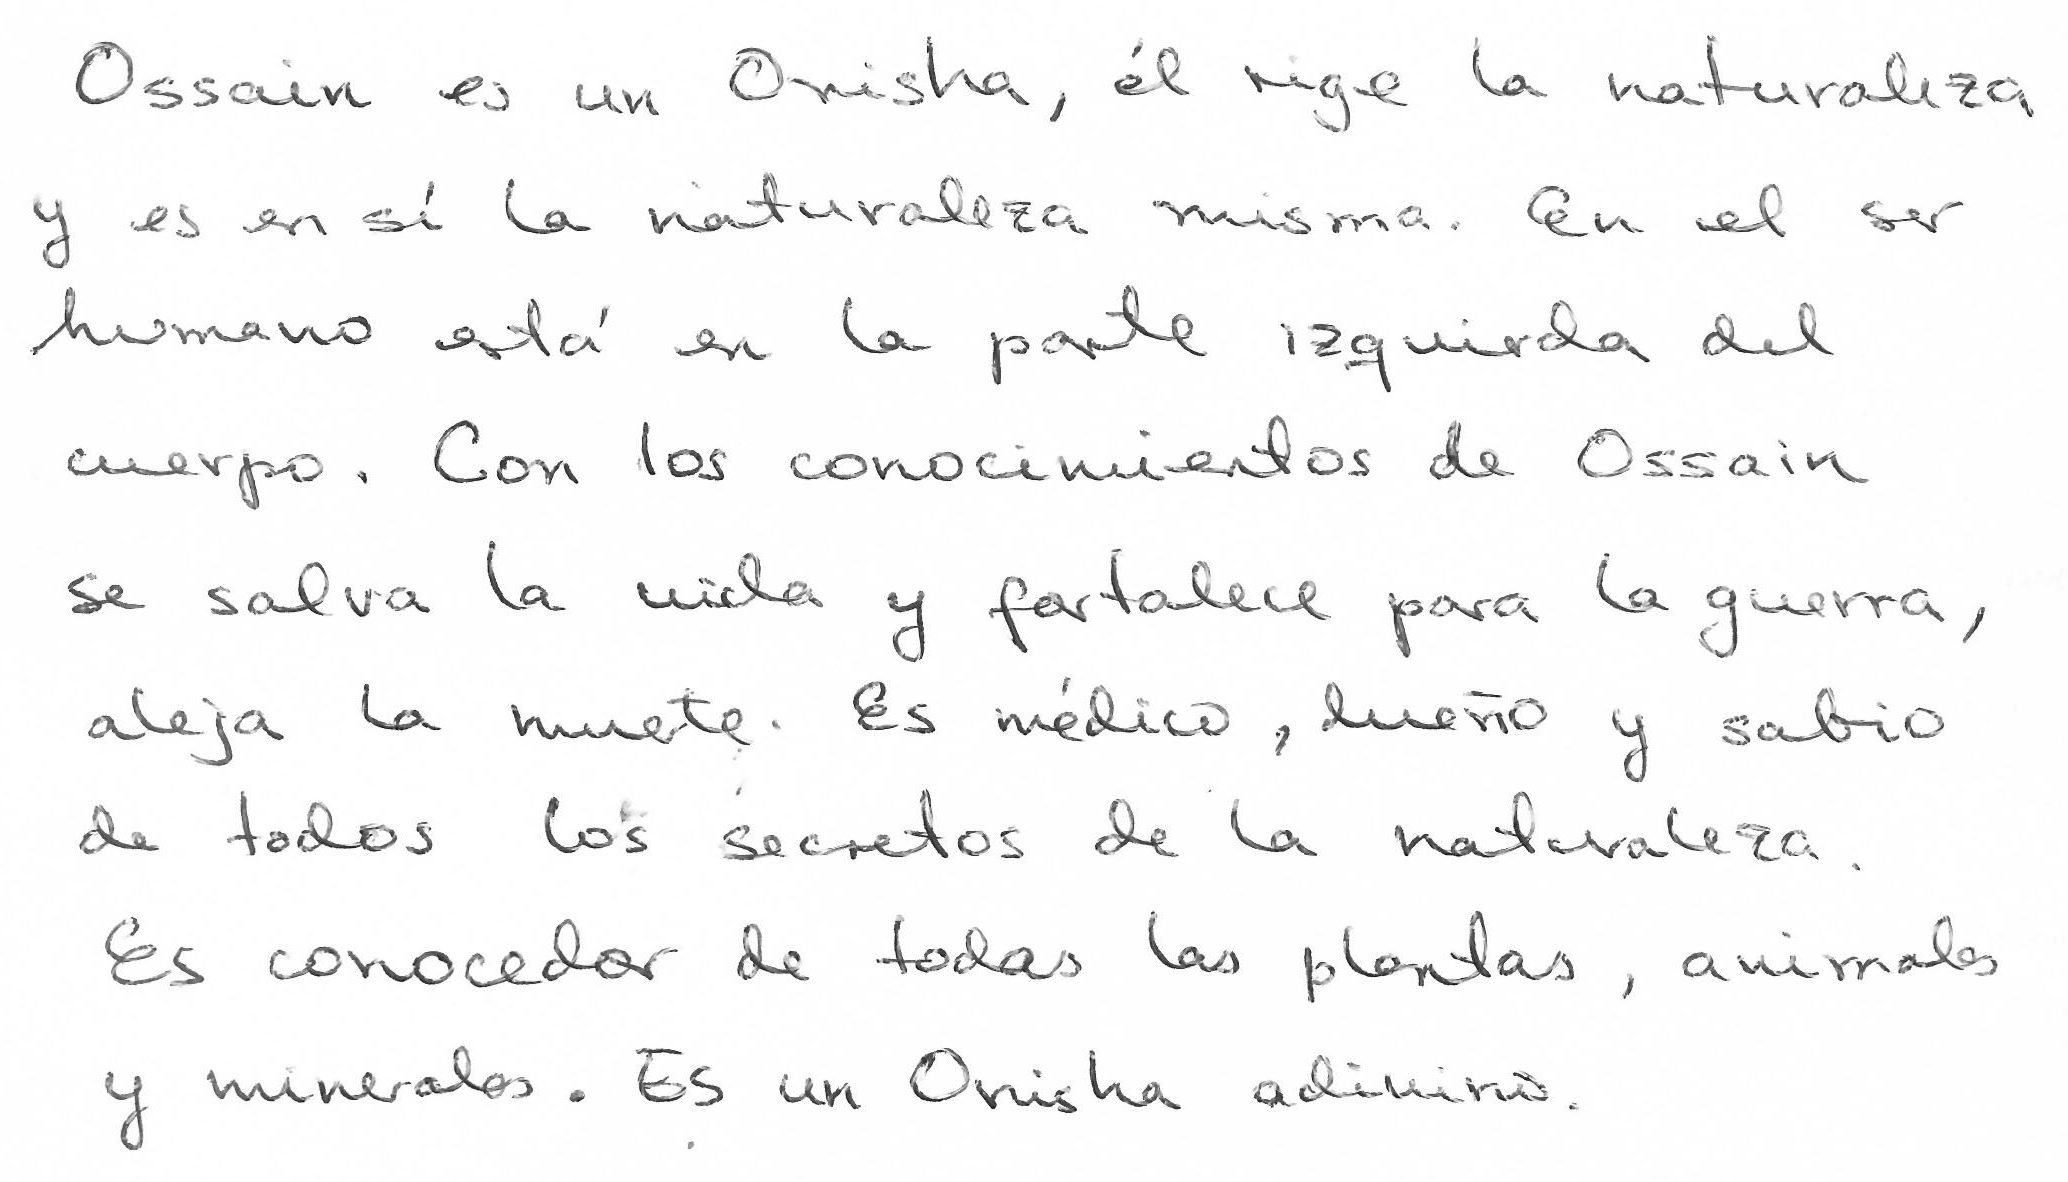 Ossain es un Orisha, él rige la naturaleza
y es en sí la naturaleza misma. En el ser
humano está en la parte izquierda del
cuerpo. Con los conocimientos de Ossain
se salva la vida y fortalece para la guerra,
aleja la muerte. Es médico, dueño y sabio
de todos los secretos de la naturaleza.
Es conocedor de todas las plantas, animales
y minerales. Es un Orisha adivino.